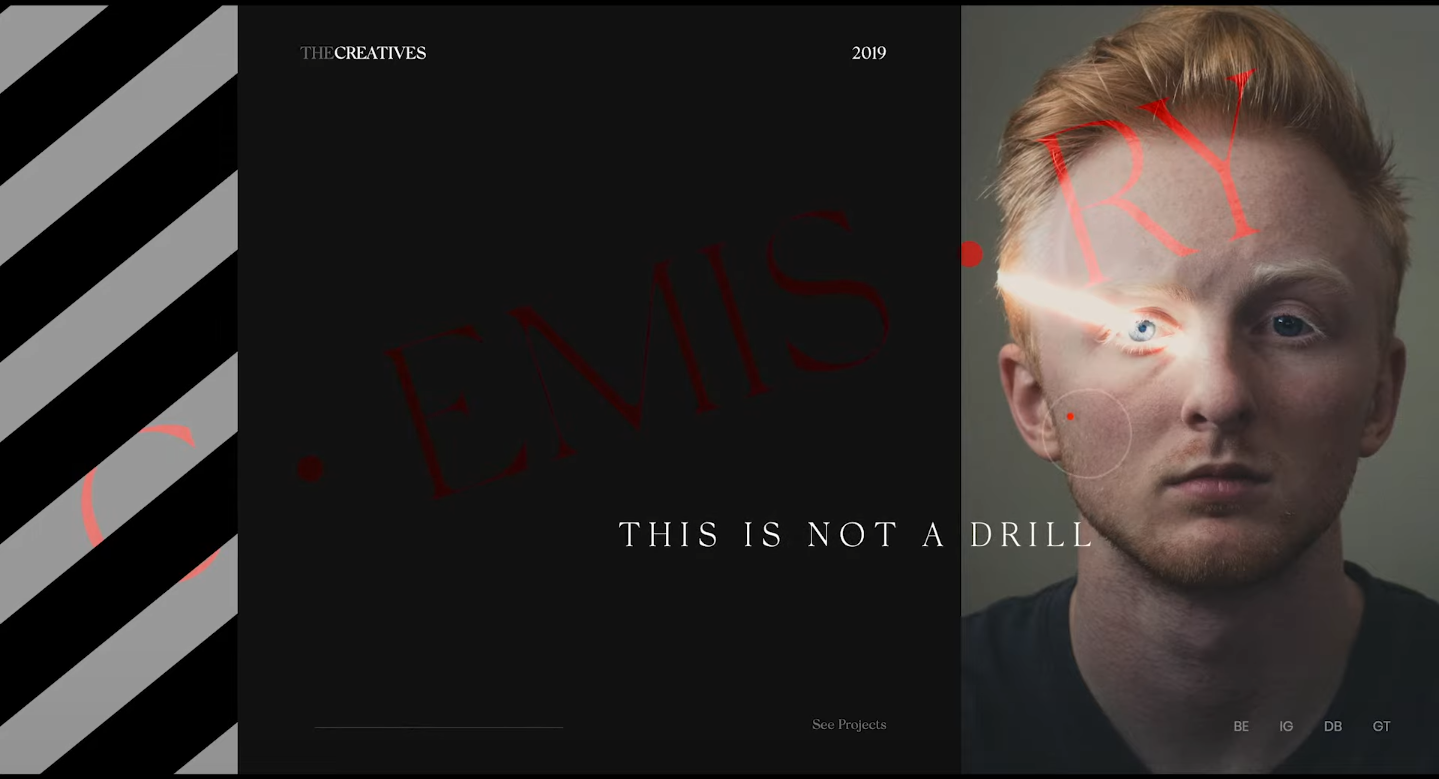 THECREATIVES
2019
C • EMIS • RY
THIS IS NOT A DRILL
See Projects
BE IG DB GT